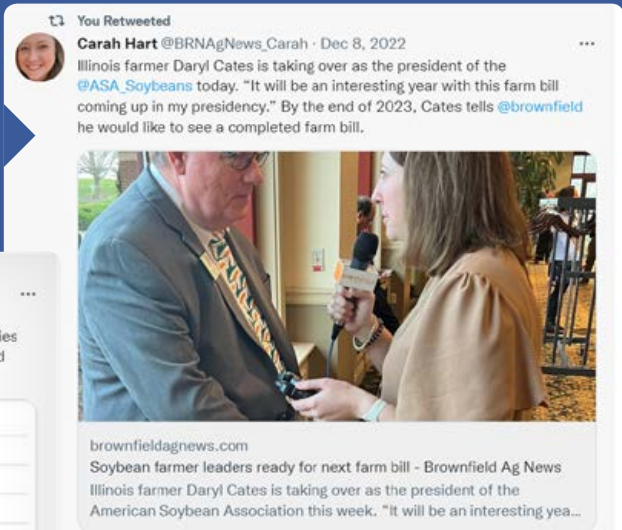 You Retweeted
Carah Hart @BRNAgNews_Carah · Dec 8, 2022
Illinois farmer Daryl Cates is taking over as the president of the
@ASA_Soybeans today. “It will be an interesting year with this farm bill
coming up in my presidency.” By the end of 2023, Cates tells @brownfield
he would like to see a completed farm bill.
ies
d
brownfieldagnews.com
Soybean farmer leaders ready for next farm bill - Brownfield Ag News
Illinois farmer Daryl Cates is taking over as the president of the
American Soybean Association this week. “It will be an interesting yea...